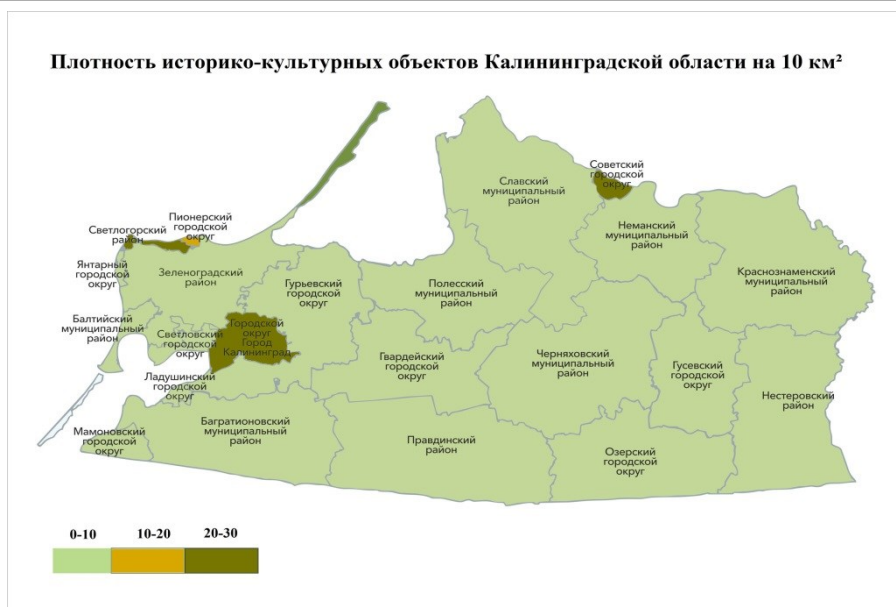 Плотность историко-культурных объектов Калининградской области на 10 км²
Славский
муниципальный
район
Советский
городской
округ
Пионерский
городской
округ
Светлогорский
район
Неманский
муниципальный
район
Янтарный
городской
округ
Зеленоградский
район
Гурьевский
городской
округ
Полесский
муниципальный
район
Краснознаменский
муниципальный
район
Балтийский
муниципальный
район
Светловский
городской
округ
Городской
округ
Город
Калининград
Гвардейский
городской
округ
Черняховский
муниципальный
район
Гусевский
городской
округ
Нестеровский
район
Ладушинский
городской
округ
Мамоновский
городской
округ
Багратионовский
муниципальный
район
Правдинский
район
Озерский
городской
округ
0-10 10-20 20-30